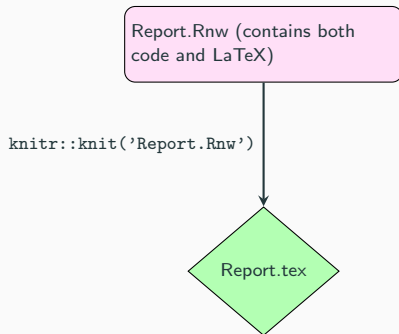 Report.Rnw (contains both
code and LaTeX)
knitr::knit('Report.Rnw')
Report.tex